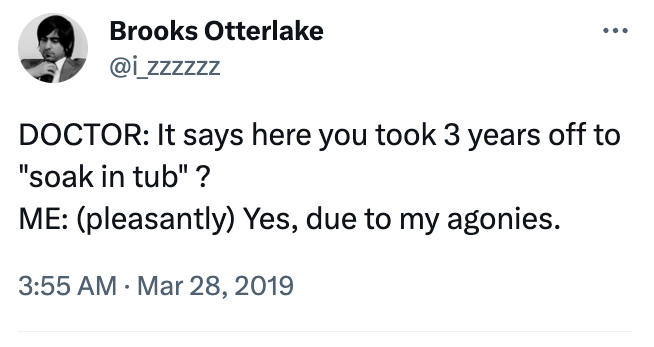 Brooks Otterlake
@i_zzzzzz
DOCTOR: It says here you took 3 years off to
"soak in tub" ?
ME: (pleasantly) Yes, due to my agonies.
3:55 AM · Mar 28, 2019